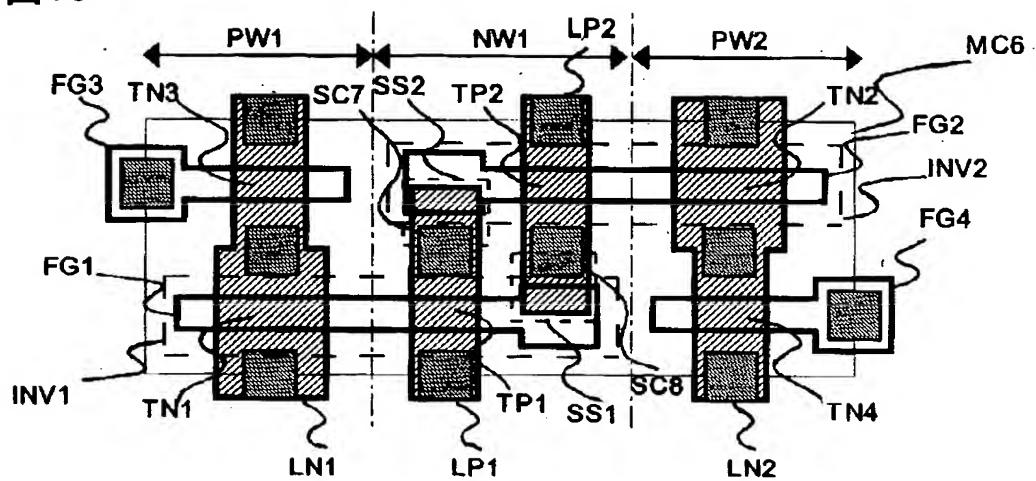 PW1 NW1 LP2 PW2 MC6
FG3 TN3 SC7 SS2 TP2 TN2 FG2
INV2
FG1 FG4
INV1 TN1 TP1 SS1 SC8 TN4
LN1 LP1 LN2